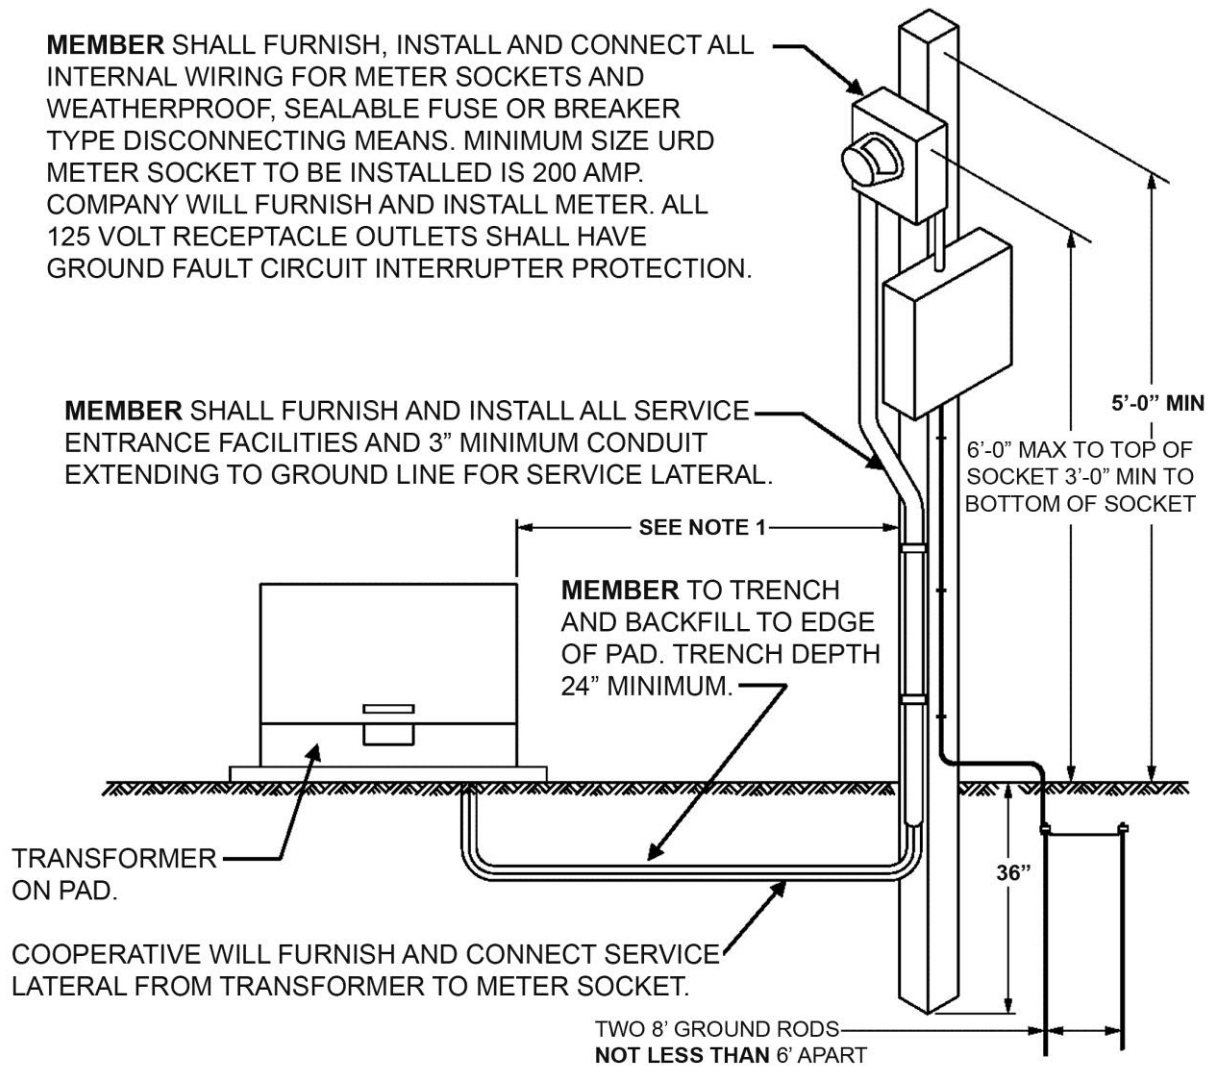 MEMBER SHALL FURNISH, INSTALL AND CONNECT ALL
INTERNAL WIRING FOR METER SOCKETS AND
WEATHERPROOF, SEALABLE FUSE OR BREAKER
TYPE DISCONNECTING MEANS. MINIMUM SIZE URD
METER SOCKET TO BE INSTALLED IS 200 AMP.
COMPANY WILL FURNISH AND INSTALL METER. ALL
125 VOLT RECEPTACLE OUTLETS SHALL HAVE
GROUND FAULT CIRCUIT INTERRUPTER PROTECTION.
MEMBER SHALL FURNISH AND INSTALL ALL SERVICE
ENTRANCE FACILITIES AND 3” MINIMUM CONDUIT
EXTENDING TO GROUND LINE FOR SERVICE LATERAL.
5’-0” MIN
6’-0” MAX TO TOP OF
SOCKET 3’-0” MIN TO
BOTTOM OF SOCKET
SEE NOTE 1
MEMBER TO TRENCH
AND BACKFILL TO EDGE
OF PAD. TRENCH DEPTH
24” MINIMUM.
TRANSFORMER
ON PAD.
36”
COOPERATIVE WILL FURNISH AND CONNECT SERVICE
LATERAL FROM TRANSFORMER TO METER SOCKET.
TWO 8’ GROUND RODS
NOT LESS THAN 6’ APART